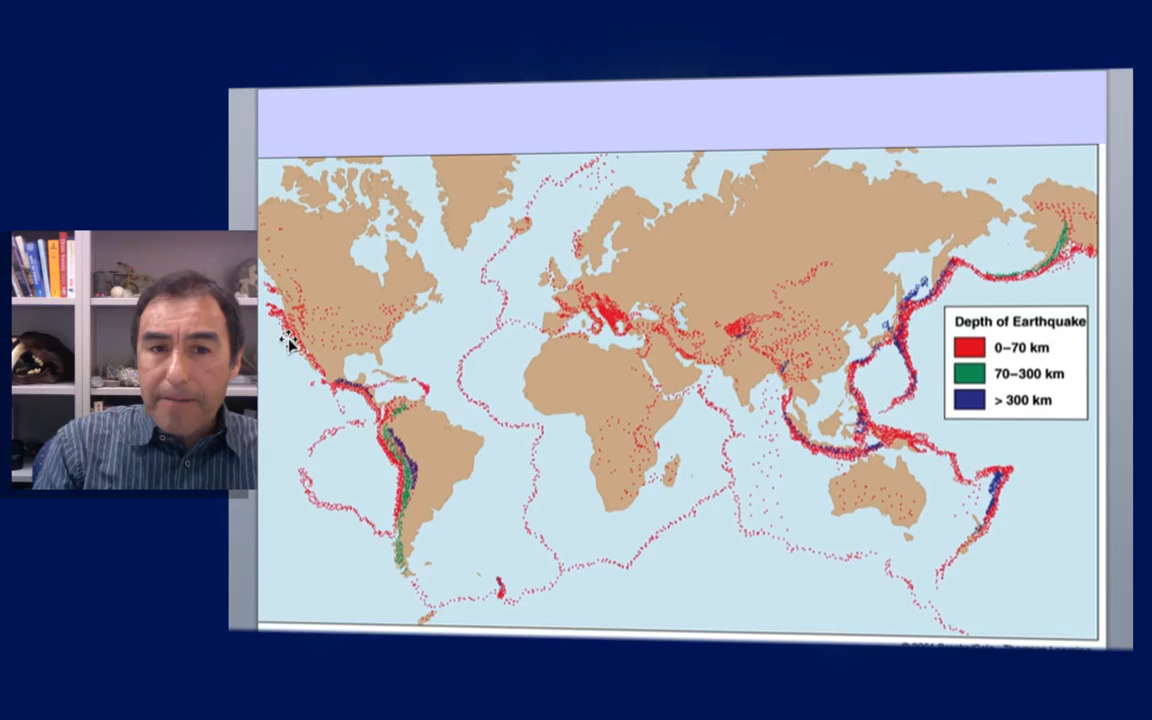 Depth of Earthquake
0–70 km
70–300 km
> 300 km